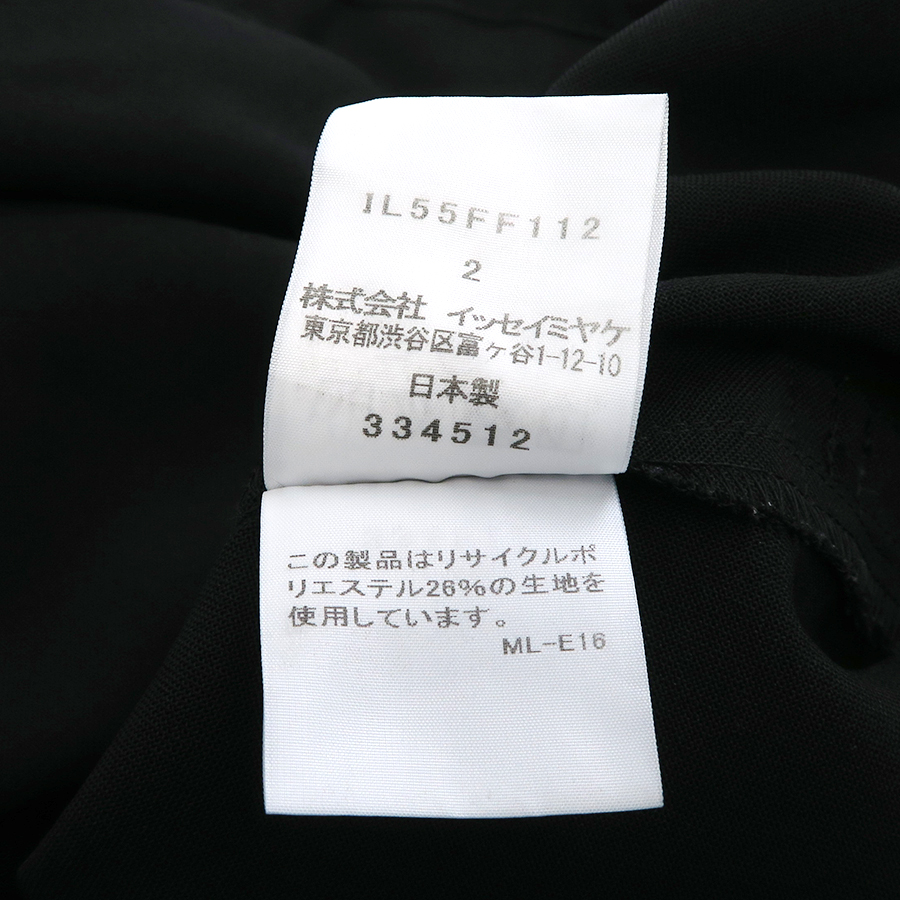 IL55FF112
2
株式会社 イッセイミヤケ
東京都渋谷区富ヶ谷1-12-10
日本製
334512
この製品はリサイクルポ
リエステル26%の生地を
使用しています。
ML-E16